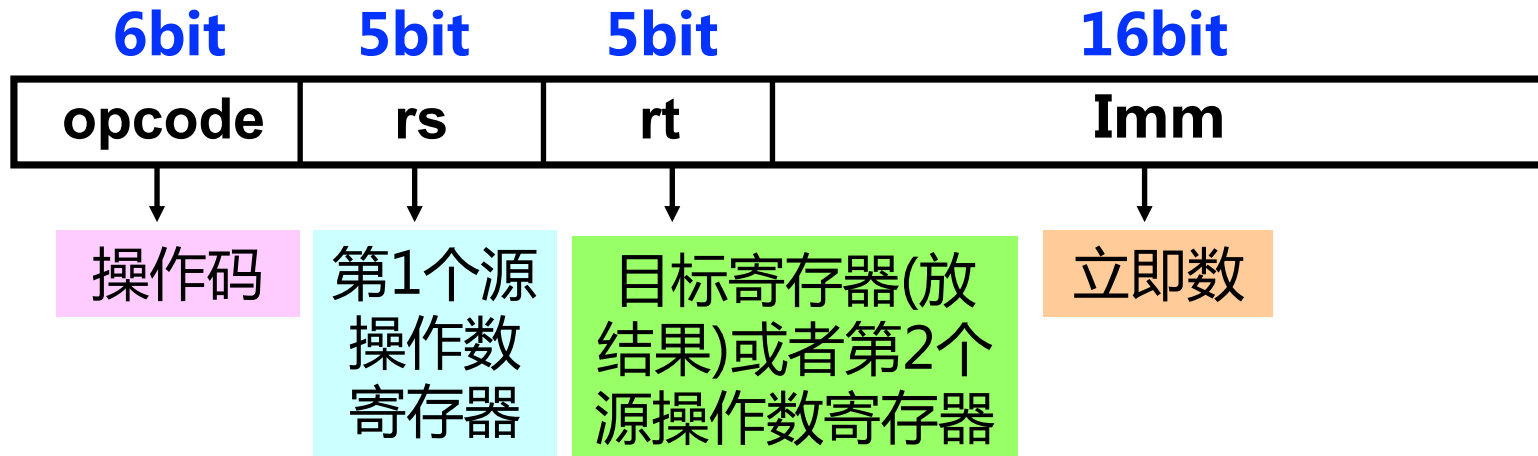 6bit 5bit 5bit 16bit
opcode rs rt Imm
操作码
第1个源
操作数
寄存器
目标寄存器(放
结果)或者第2个
源操作数寄存器
立即数